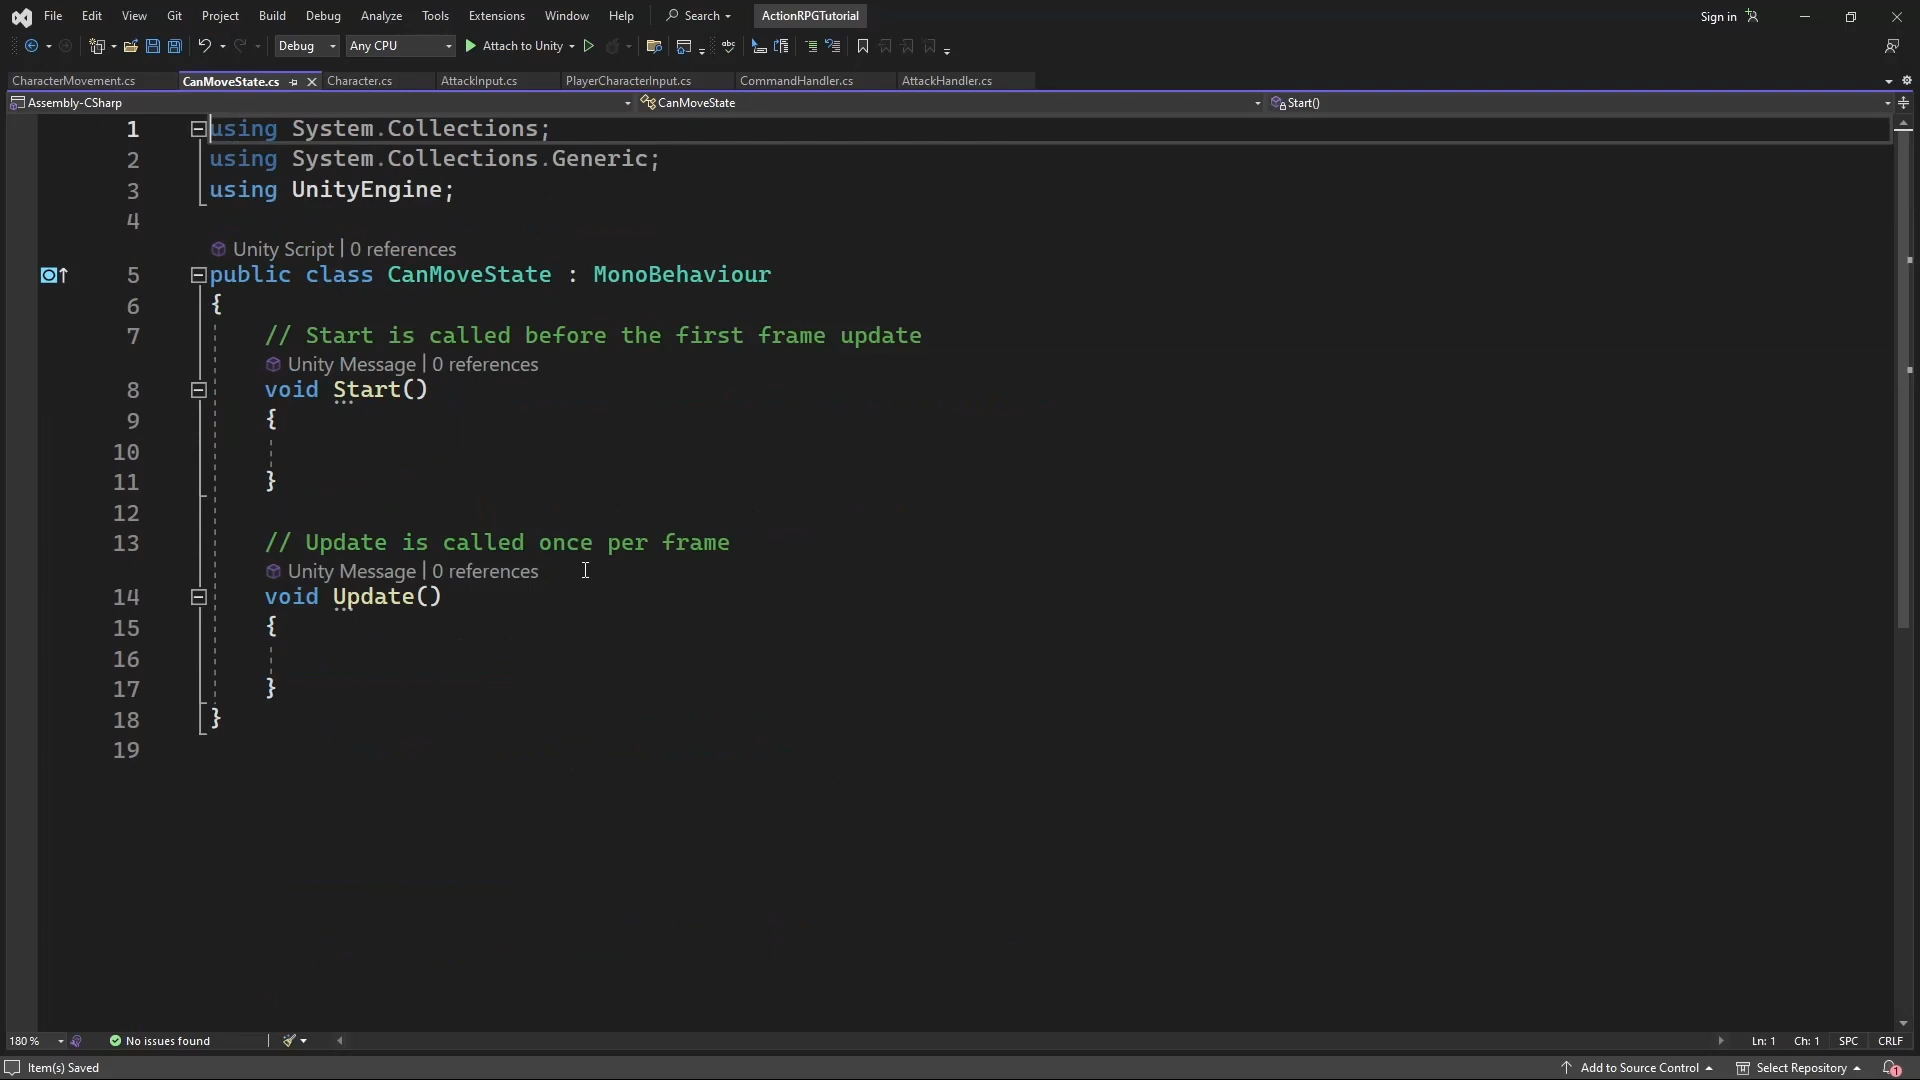 File Edit View Git Project Build Debug Analyze Tools Extensions Window Help Search ActionRPGTutorial Sign in
Debug Any CPU Attach to Unity
CharacterMovement.cs CanMoveState.cs Character.cs AttackInput.cs PlayerCharacterInput.cs CommandHandler.cs AttackHandler.cs
Assembly-CSharp CanMoveState Start()
1 using System.Collections;
2 using System.Collections.Generic;
3 using UnityEngine;
4
Unity Script | 0 references
5 public class CanMoveState : MonoBehaviour
6 {
7 // Start is called before the first frame update
Unity Message | 0 references
8 void Start()
9 {
10
11 }
12
13 // Update is called once per frame
Unity Message | 0 references
14 void Update()
15 {
16
17 }
18 }
19
180 % No issues found Ln: 1 Ch: 1 SPC CRLF
Item(s) Saved Add to Source Control Select Repository 1